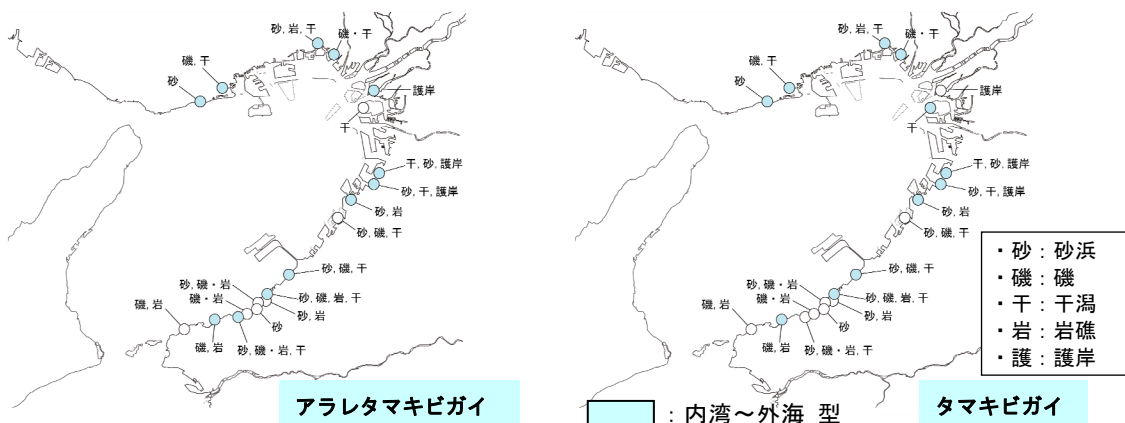 砂, 岩, 干
磯・干
磯, 干
砂
護岸
干
干, 砂, 護岸
砂, 干, 護岸
砂, 岩
砂, 磯, 干
砂, 磯, 干
砂, 磯・岩
磯・岩
砂, 磯, 岩, 干
砂, 岩
磯, 岩
砂
磯, 岩
砂, 磯・岩, 干
アラレタマキビガイ
砂, 岩, 干
磯・干
磯, 干
砂
護岸
干
干, 砂, 護岸
砂, 干, 護岸
砂, 岩
砂, 磯, 干
砂, 磯, 干
砂, 磯・岩
磯・岩
砂, 磯, 岩, 干
砂, 岩
磯, 岩
砂
磯, 岩
砂, 磯・岩, 干
・砂：砂浜
・磯：磯
・干：干潟
・岩：岩礁
・護：護岸
：内湾～外海 型
タマキビガイ